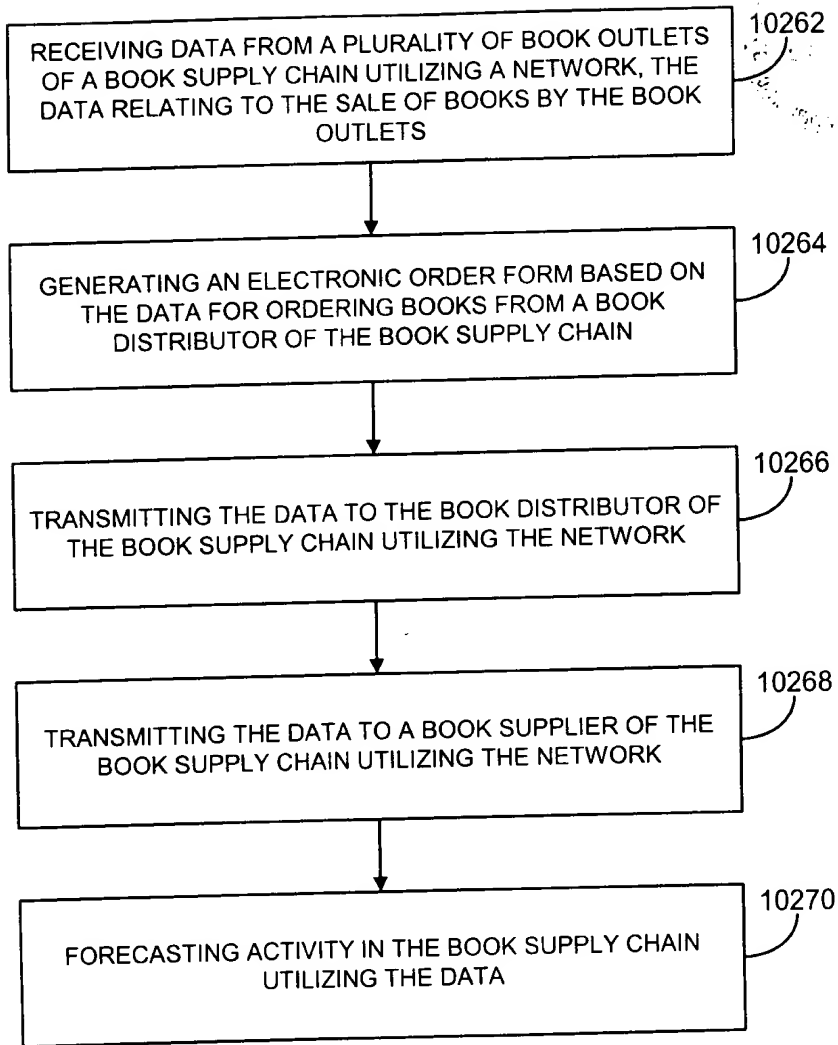 10262
RECEIVING DATA FROM A PLURALITY OF BOOK OUTLETS
OF A BOOK SUPPLY CHAIN UTILIZING A NETWORK, THE
DATA RELATING TO THE SALE OF BOOKS BY THE BOOK
OUTLETS
10264
GENERATING AN ELECTRONIC ORDER FORM BASED ON
THE DATA FOR ORDERING BOOKS FROM A BOOK
DISTRIBUTOR OF THE BOOK SUPPLY CHAIN
10266
TRANSMITTING THE DATA TO THE BOOK DISTRIBUTOR OF
THE BOOK SUPPLY CHAIN UTILIZING THE NETWORK
10268
TRANSMITTING THE DATA TO A BOOK SUPPLIER OF THE
BOOK SUPPLY CHAIN UTILIZING THE NETWORK
10270
FORECASTING ACTIVITY IN THE BOOK SUPPLY CHAIN
UTILIZING THE DATA